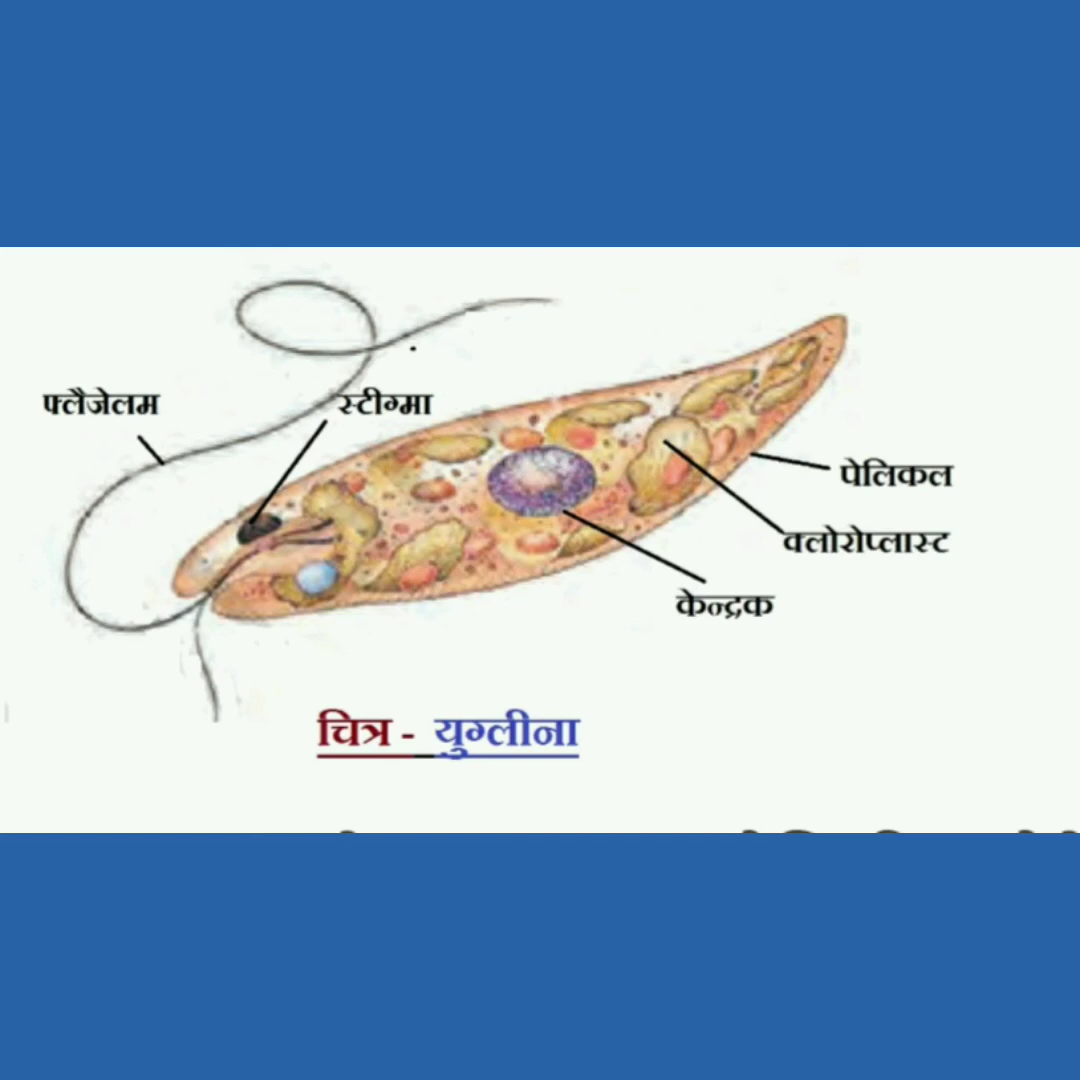 फ्लैजेलम
स्टीग्मा
पेलिकल
क्लोरोप्लास्ट
केन्द्रक
चित्र - युग्लीना